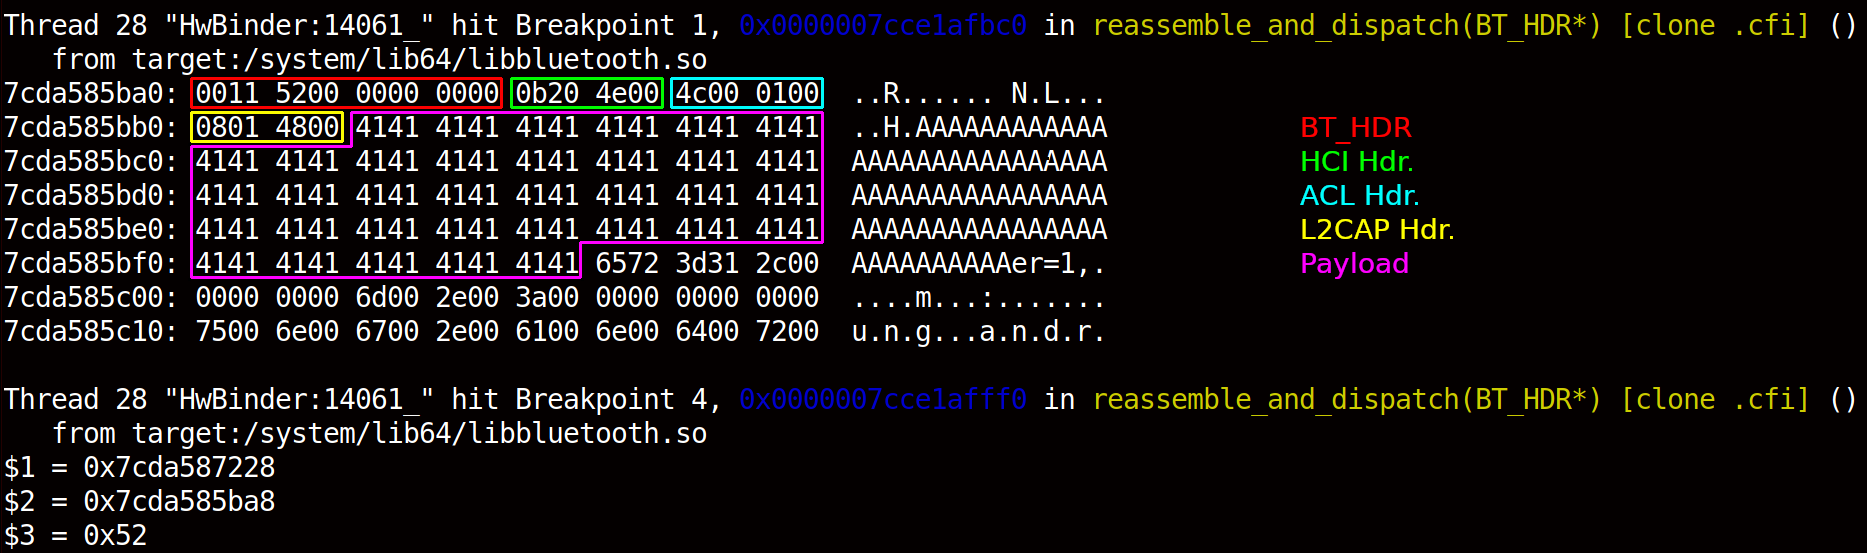 Thread 28 "HwBinder:14061_" hit Breakpoint 1, 0x0000007cce1afbc0 in reassemble_and_dispatch(BT_HDR*) [clone .cfi] ()
   from target:/system/lib64/libbluetooth.so
7cda585ba0: 0011 5200 0000 0000 0b20 4e00 4c00 0100  ..R...... N.L...
7cda585bb0: 0801 4800 4141 4141 4141 4141 4141 4141  ..H.AAAAAAAAAAAA BT_HDR
7cda585bc0: 4141 4141 4141 4141 4141 4141 4141 4141  AAAAAAAAAAAAAAAA HCI Hdr.
7cda585bd0: 4141 4141 4141 4141 4141 4141 4141 4141  AAAAAAAAAAAAAAAA ACL Hdr.
7cda585be0: 4141 4141 4141 4141 4141 4141 4141 4141  AAAAAAAAAAAAAAAA L2CAP Hdr.
7cda585bf0: 4141 4141 4141 4141 4141 6572 3d31 2c00  AAAAAAAAAAer=1,. Payload
7cda585c00: 0000 0000 6d00 2e00 3a00 0000 0000 0000  ....m...:.......
7cda585c10: 7500 6e00 6700 2e00 6100 6e00 6400 7200  u.n.g...a.n.d.r.
Thread 28 "HwBinder:14061_" hit Breakpoint 4, 0x0000007cce1afff0 in reassemble_and_dispatch(BT_HDR*) [clone .cfi] ()
   from target:/system/lib64/libbluetooth.so
$1 = 0x7cda587228
$2 = 0x7cda585ba8
$3 = 0x52